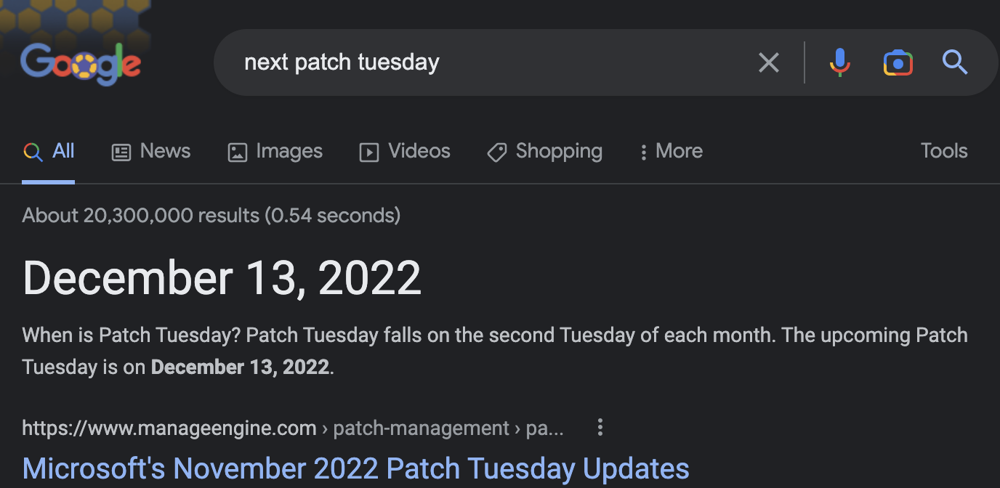 Google
next patch tuesday
All
News
Images
Videos
Shopping
More
Tools
About 20,300,000 results (0.54 seconds)
December 13, 2022
When is Patch Tuesday? Patch Tuesday falls on the second Tuesday of each month. The upcoming Patch
Tuesday is on December 13, 2022.
https://www.manageengine.com › patch-management › pa...
Microsoft's November 2022 Patch Tuesday Updates